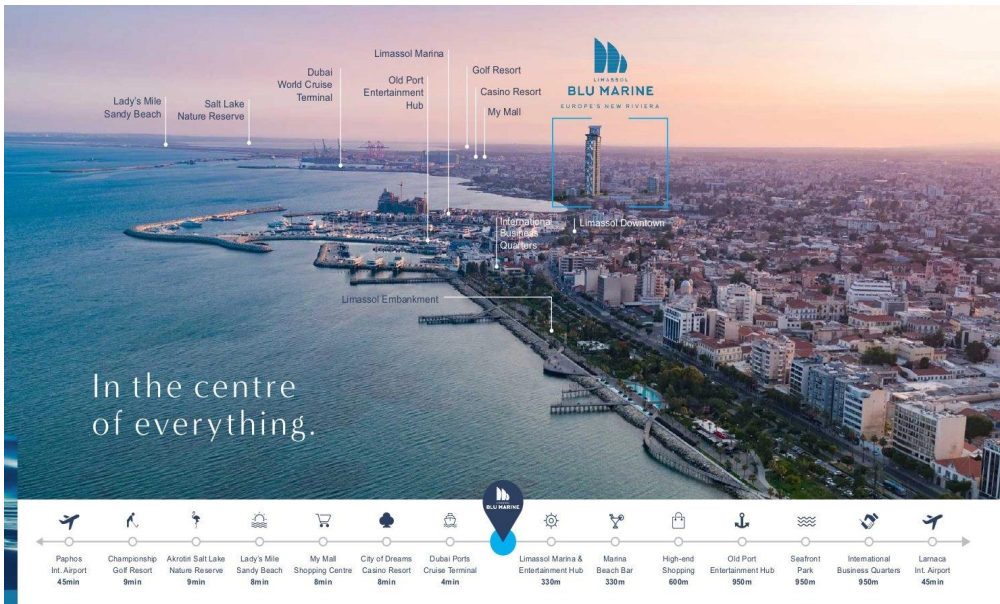 Limassol Marina
Golf Resort
Dubai
World Cruise
Terminal
Old Port
Entertainment
Hub
Casino Resort
My Mall
Lady's Mile
Sandy Beach
Salt Lake
Nature Reserve
LIMASSOL
BLU MARINE
EUROPE'S NEW RIVIERA
International
Business
Quarters
Limassol Downtown
Limassol Embankment
In the centre
of everything.
BLU MARINE
Paphos
Int. Airport
45min
Championship
Golf Resort
9min
Akrotiri Salt Lake
Nature Reserve
9min
Lady's Mile
Sandy Beach
8min
My Mall
Shopping Centre
8min
City of Dreams
Casino Resort
8min
Dubai Ports
Cruise Terminal
4min
Limassol Marina &
Entertainment Hub
330m
Marina
Beach Bar
330m
High-end
Shopping
600m
Old Port
Entertainment Hub
950m
Seafront
Park
950m
International
Business Quarters
950m
Larnaca
Int. Airport
45min